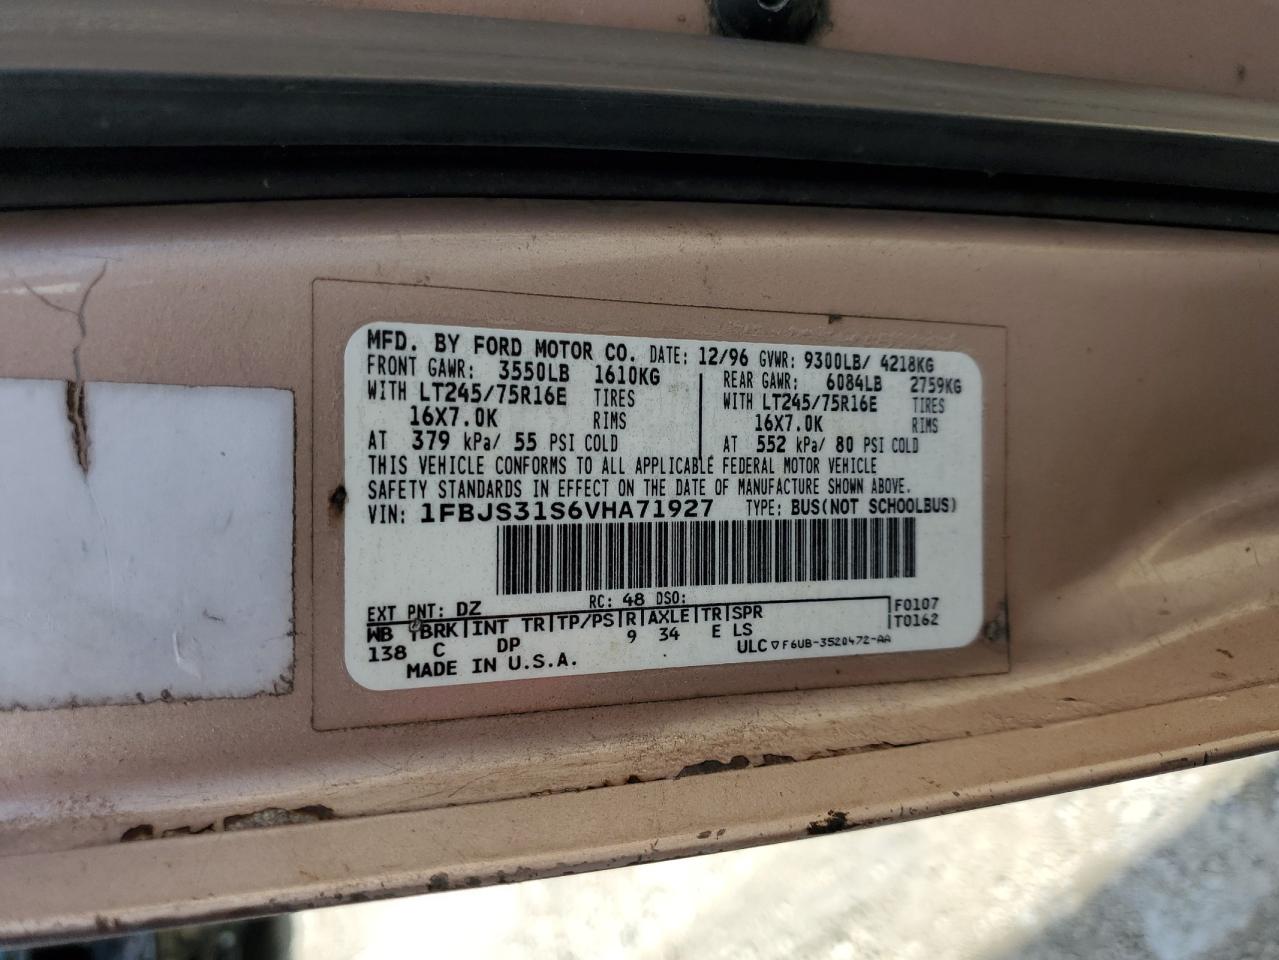 MFD. BY FORD MOTOR CO. DATE: 12/96 GVWR: 9300LB/ 4218KG
FRONT GAWR: 3550LB 1610KG REAR GAWR: 6084LB 2759KG
WITH LT245/75R16E TIRES WITH LT245/75R16E TIRES
16X7.0K RIMS 16X7.0K RIMS
AT 379 kPa/ 55 PSI COLD AT 552 kPa/ 80 PSI COLD
THIS VEHICLE CONFORMS TO ALL APPLICABLE FEDERAL MOTOR VEHICLE
SAFETY STANDARDS IN EFFECT ON THE DATE OF MANUFACTURE SHOWN ABOVE.
VIN: 1FBJS31S6VHA71927 TYPE: BUS(NOT SCHOOLBUS)
EXT PNT: DZ RC: 48 DSO:
WB BRK INT TR TP/PS R AXLE TR SPR F0107
138 C DP 9 34 E LS T0162
MADE IN U.S.A. ULC ▽ F6UB-3520472-AA